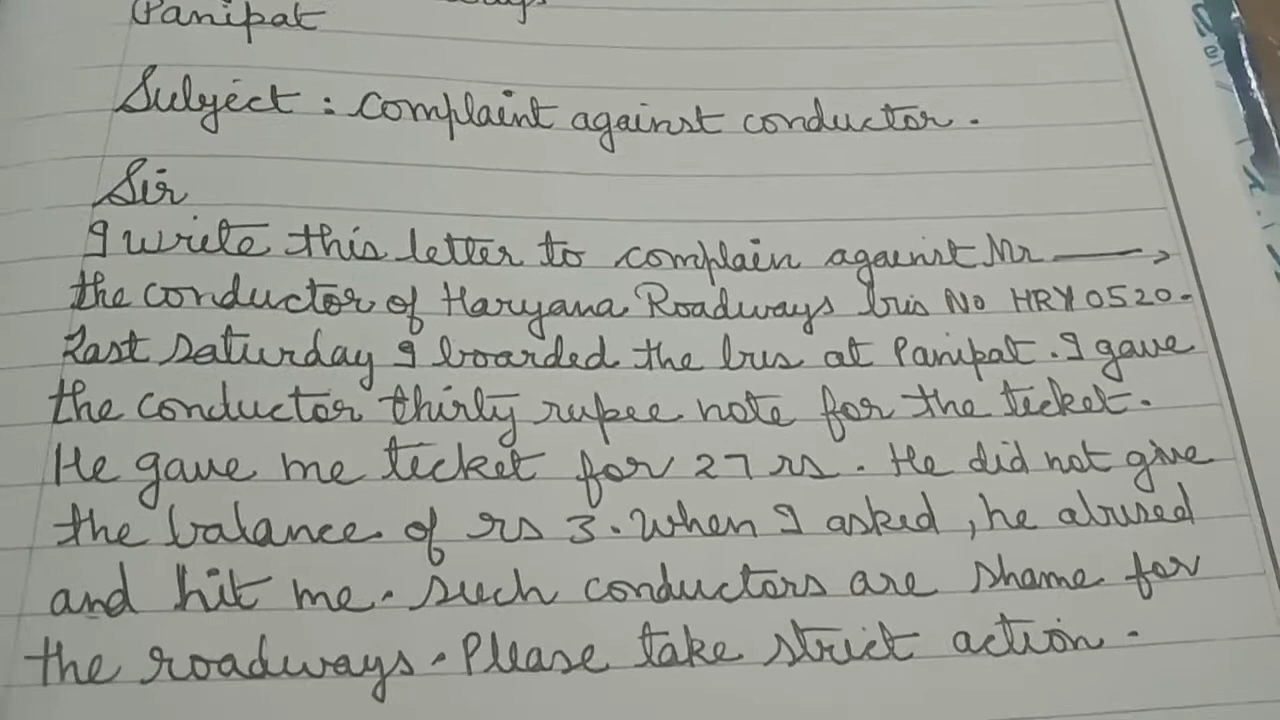 Panipat
Subject : Complaint against conductor.
Sir
I write this letter to complain against Mr ——>
the conductor of Haryana Roadways bus No HRY 0520.
Last Saturday I boarded the bus at Panipat. I gave
the conductor thirty rupee note for the ticket.
He gave me ticket for 27 rs. He did not give
the balance of rs 3. When I asked, he abused
and hit me. Such conductors are shame for
the roadways. Please take strict action.